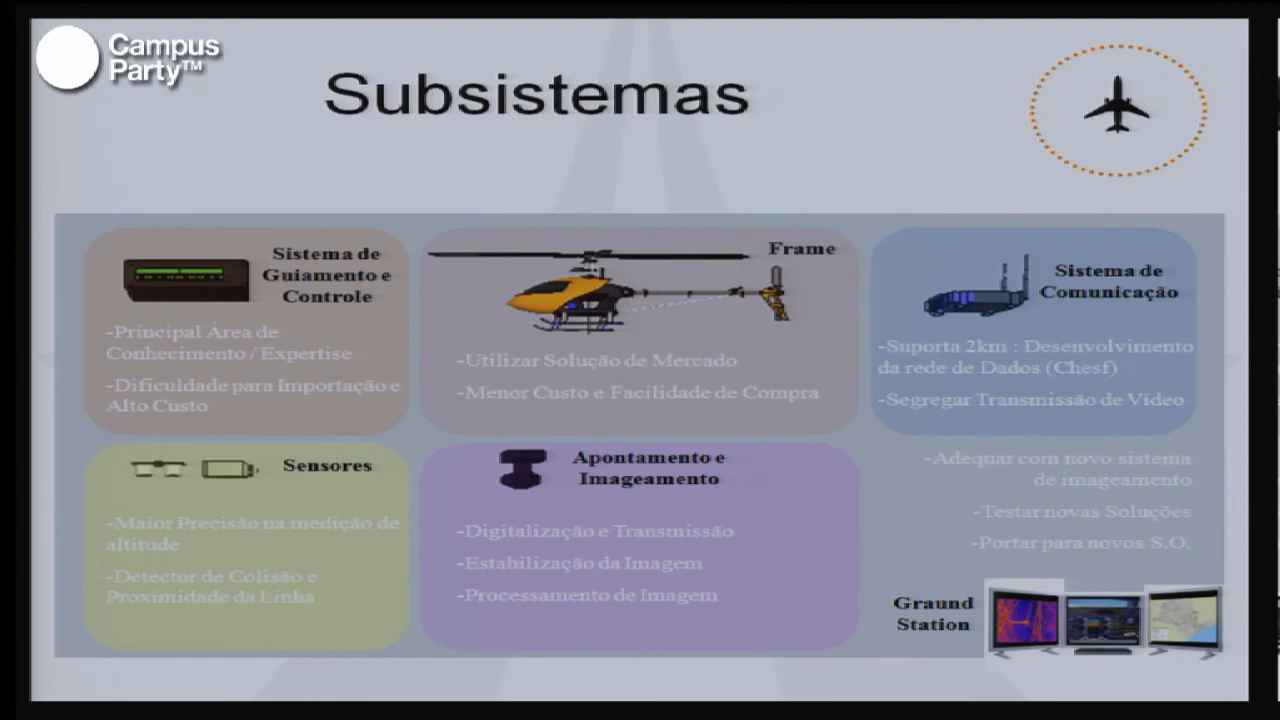 Campus
Party™
Subsistemas
Sistema de
Guiamento e
Controle
-Principal Área de
Conhecimento / Expertise
-Dificuldade para Importação e
Alto Custo
Frame
-Utilizar Solução de Mercado
-Menor Custo e Facilidade de Compra
Sistema de
Comunicação
-Suporta 2km : Desenvolvimento
da rede de Dados (Chesf)
-Segregar Transmissão de Vídeo
Sensores
-Maior Precisão na medição de
altitude
-Detector de Colisão e
Proximidade da Linha
Apontamento e
Imageamento
-Digitalização e Transmissão
-Estabilização da Imagem
-Processamento de Imagem
-Adequar com novo sistema
de imageamento
-Testar novas Soluções
-Portar para novos S.O.
Graund
Station